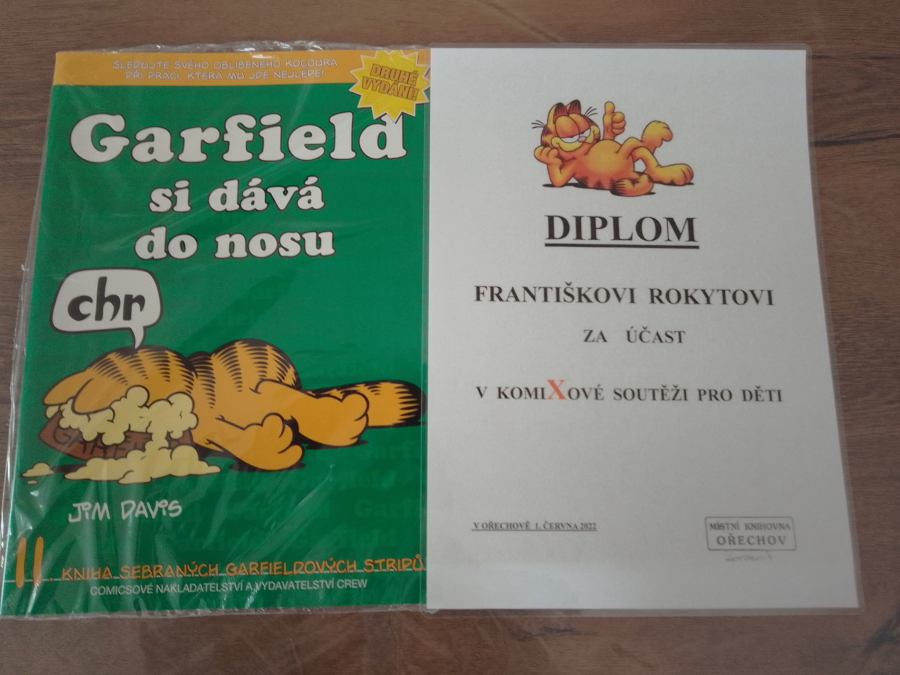 SLEDUJTE SVÉHO OBLÍBENÉHO KOCOURA
PŘI PRÁCI, KTERÁ MU JDE NEJLÉPE!
DRUHÉ
VYDÁNÍ!
Garfield
si dává
do nosu
chr
GARFIELD
JIM DAVIS
11. KNIHA SEBRANÝCH GARFIELDOVÝCH STRIPŮ
COMICSOVÉ NAKLADATELSTVÍ A VYDAVATELSTVÍ CREW
DIPLOM
FRANTIŠKOVI ROKYTOVI
ZA ÚČAST
V KOMIXOVÉ SOUTĚŽI PRO DĚTI
V OŘECHOVĚ 1. ČERVNA 2022
MÍSTNÍ KNIHOVNA
OŘECHOV